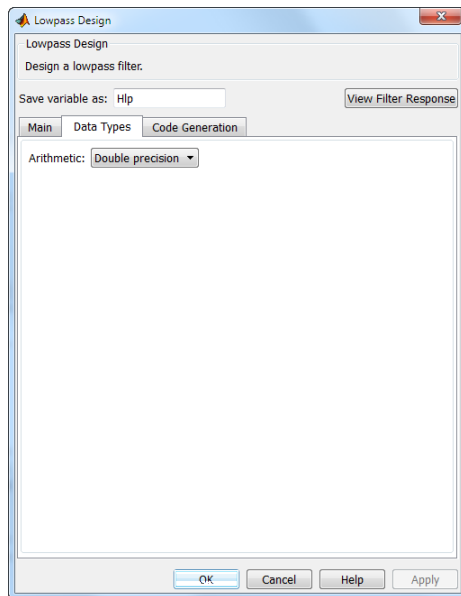 Lowpass Design
Lowpass Design
Design a lowpass filter.
Save variable as: Hlp View Filter Response
Main Data Types Code Generation
Arithmetic: Double precision
OK Cancel Help Apply